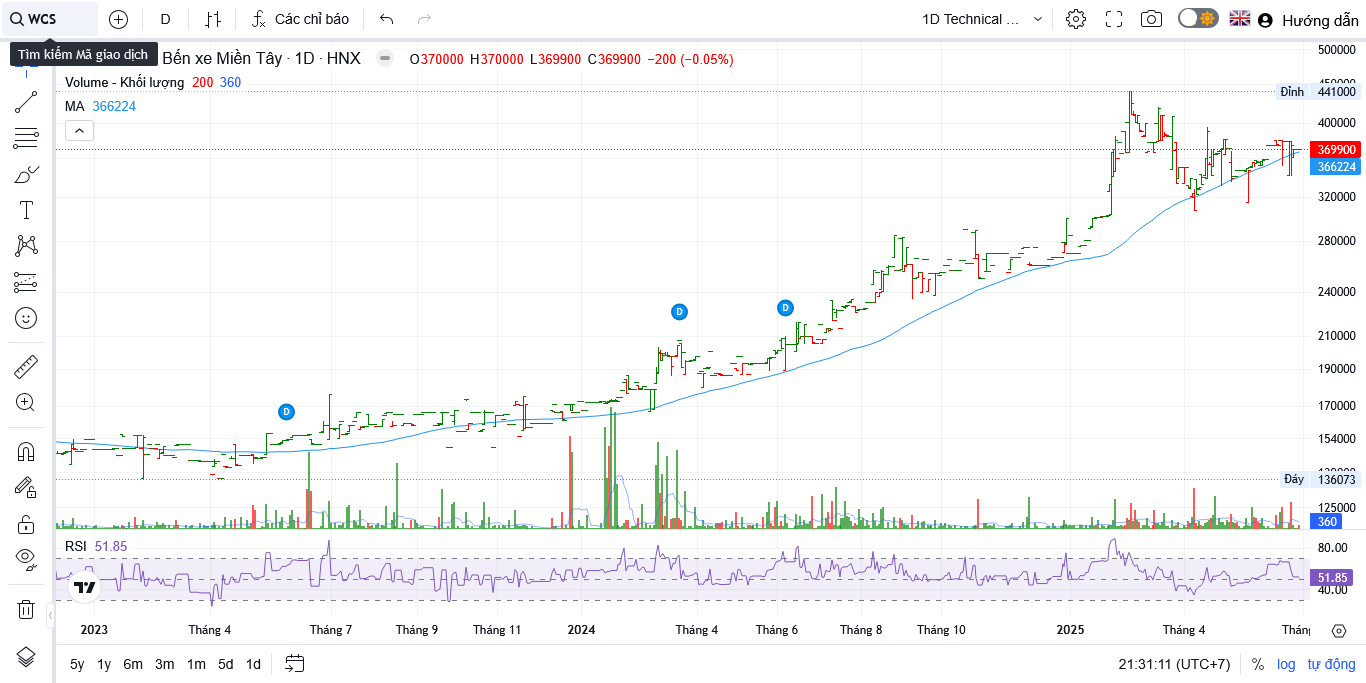 WCS
D
Các chỉ báo
1D Technical ...
Hướng dẫn
Tìm kiếm Mã giao dịch
Bến xe Miền Tây · 1D · HNX
O370000 H370000 L369900 C369900 −200 (−0.05%)
Volume - Khối lượng 200 360
MA 366224
500000
Đỉnh 441000
400000
369900
366224
320000
280000
240000
210000
190000
170000
154000
Đáy 136073
125000
360
D
D
D
RSI 51.85
80.00
51.85
40.00
2023 Tháng 4 Tháng 7 Tháng 9 Tháng 11 2024 Tháng 4 Tháng 6 Tháng 8 Tháng 10 2025 Tháng 4
5y 1y 6m 3m 1m 5d 1d
21:31:11 (UTC+7) % log tự động